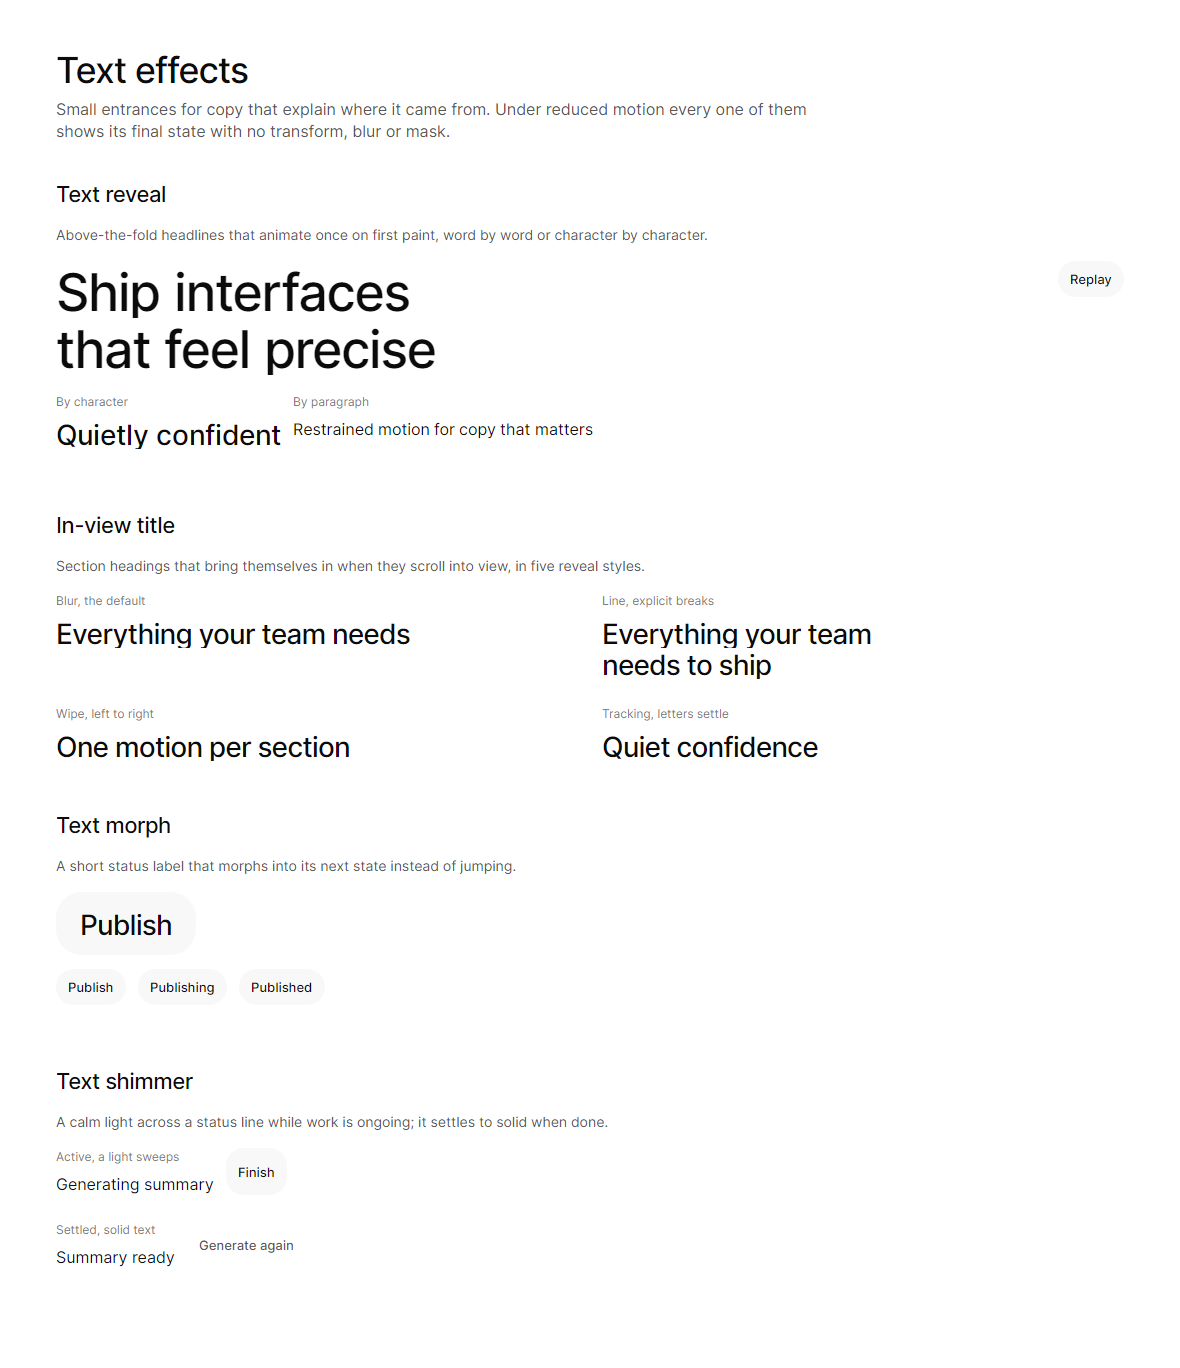 Text effects
Small entrances for copy that explain where it came from. Under reduced motion every one of them
shows its final state with no transform, blur or mask.
Text reveal
Above-the-fold headlines that animate once on first paint, word by word or character by character.
Ship interfaces
that feel precise
Replay
By character
Quietly confident
By paragraph
Restrained motion for copy that matters
In-view title
Section headings that bring themselves in when they scroll into view, in five reveal styles.
Blur, the default
Everything your team needs
Line, explicit breaks
Everything your team
needs to ship
Wipe, left to right
One motion per section
Tracking, letters settle
Quiet confidence
Text morph
A short status label that morphs into its next state instead of jumping.
Publish
Publish
Publishing
Published
Text shimmer
A calm light across a status line while work is ongoing; it settles to solid when done.
Active, a light sweeps
Generating summary
Finish
Settled, solid text
Summary ready
Generate again